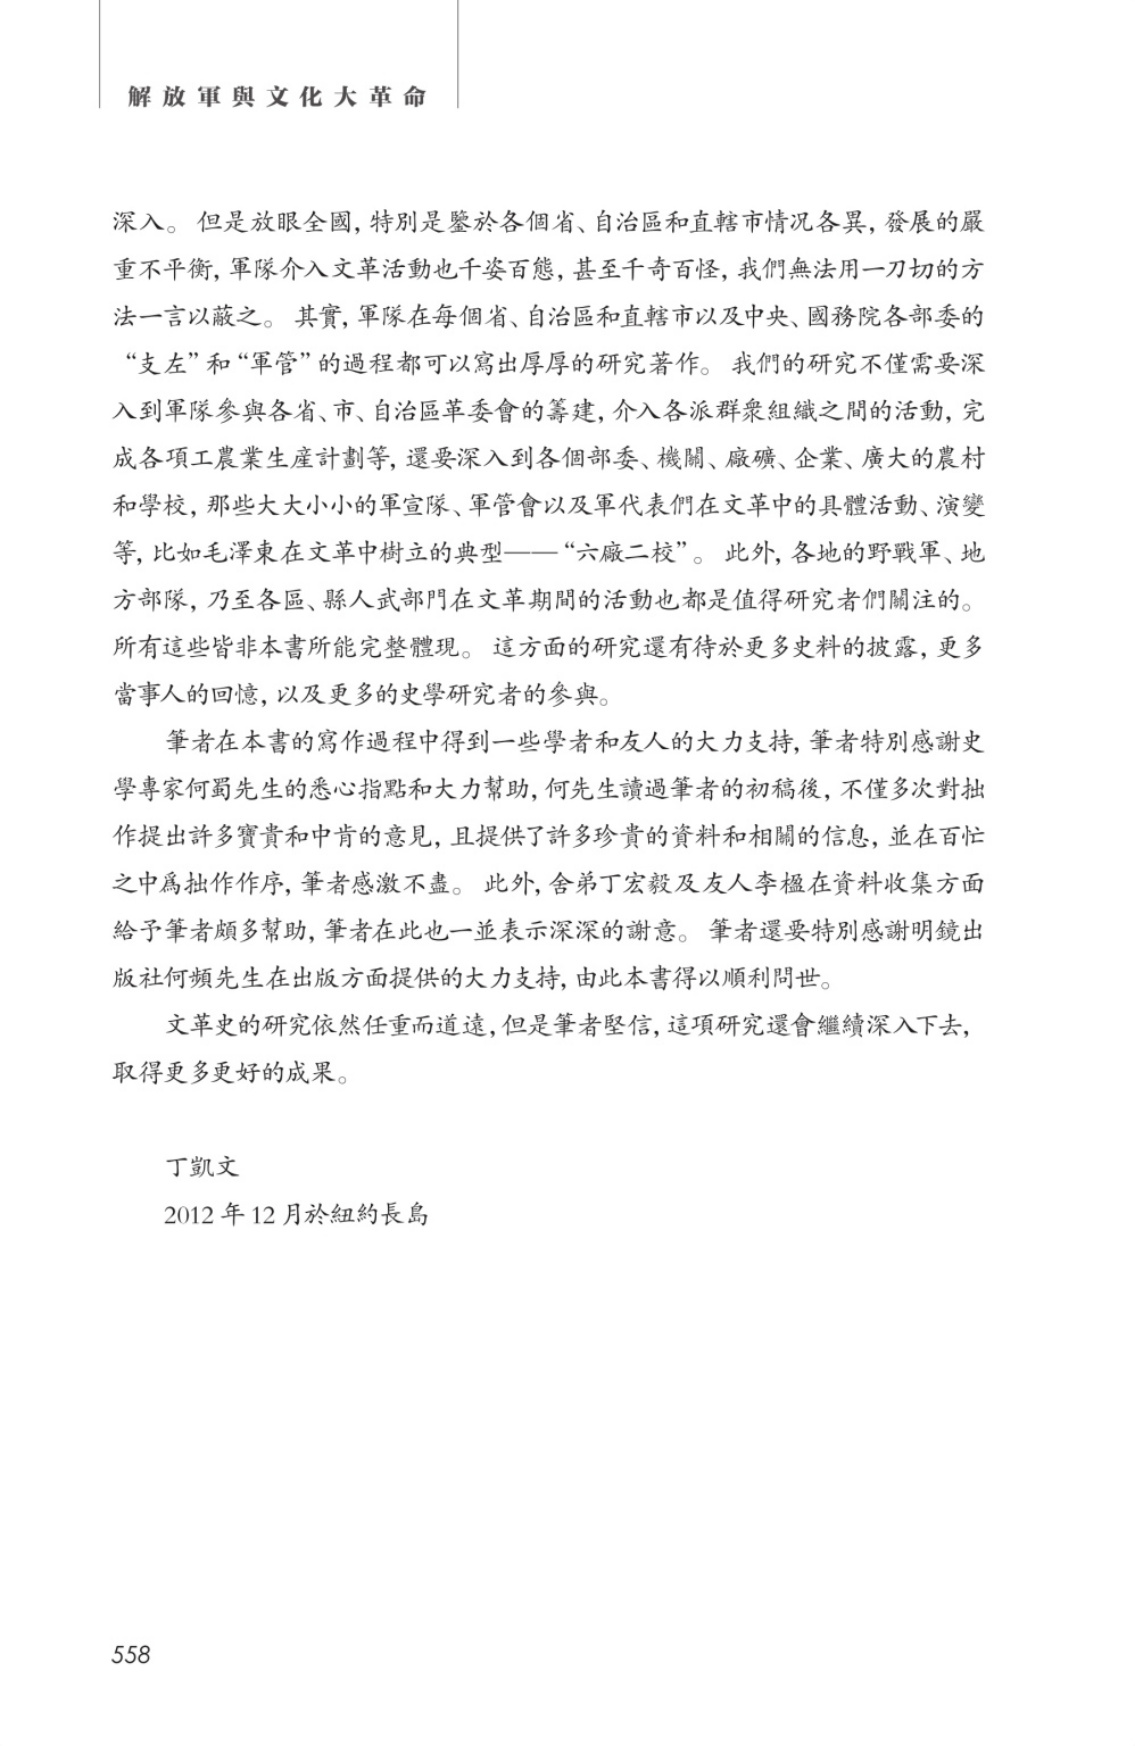 解放軍與文化大革命
深入。 但是放眼全國, 特別是鑒於各個省、自治區和直轄市情况各異, 發展的嚴
重不平衡, 軍隊介入文革活動也千姿百態, 甚至千奇百怪, 我們無法用一刀切的方
法一言以蔽之。 其實, 軍隊在每個省、自治區和直轄市以及中央、國務院各部委的
“支左” 和 “軍管” 的過程都可以寫出厚厚的研究著作。 我們的研究不僅需要深
入到軍隊參與各省、市、自治區革委會的籌建, 介入各派群衆組織之間的活動, 完
成各項工農業生産計劃等, 還要深入到各個部委、機關、廠礦、企業、廣大的農村
和學校, 那些大大小小的軍宣隊、軍管會以及軍代表們在文革中的具體活動、演變
等, 比如毛澤東在文革中樹立的典型——“六廠二校”。 此外, 各地的野戰軍、地
方部隊, 乃至各區、縣人武部門在文革期間的活動也都是值得研究者們關注的。
所有這些皆非本書所能完整體現。 這方面的研究還有待於更多史料的披露, 更多
當事人的回憶, 以及更多的史學研究者的參與。
筆者在本書的寫作過程中得到一些學者和友人的大力支持, 筆者特別感謝史
學專家何蜀先生的悉心指點和大力幫助, 何先生讀過筆者的初稿後, 不僅多次對拙
作提出許多寶貴和中肯的意見, 且提供了許多珍貴的資料和相關的信息, 並在百忙
之中爲拙作作序, 筆者感激不盡。 此外, 舍弟丁宏毅及友人李楹在資料收集方面
給予筆者頗多幫助, 筆者在此也一並表示深深的謝意。 筆者還要特別感謝明鏡出
版社何頻先生在出版方面提供的大力支持, 由此本書得以順利問世。
文革史的研究依然任重而道遠, 但是筆者堅信, 這項研究還會繼續深入下去,
取得更多更好的成果。
丁凱文
2012 年 12 月於紐約長島
558